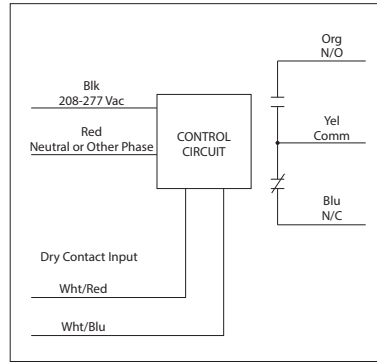 Blk
208-277 Vac
Red
Neutral or Other Phase
CONTROL
CIRCUIT
Org
N/O
Yel
Comm
Blu
N/C
Dry Contact Input
Wht/Red
Wht/Blu